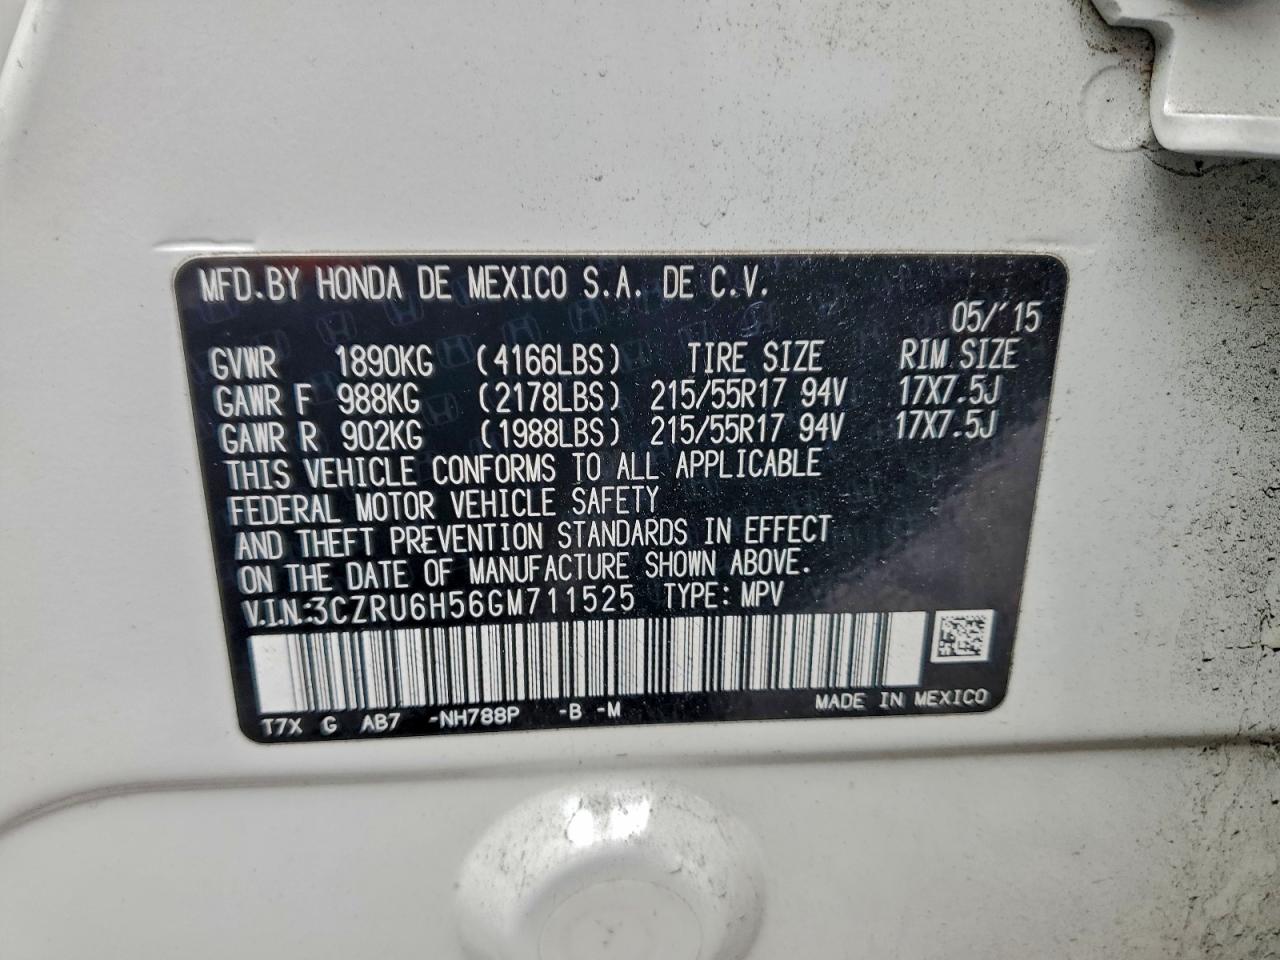 MFD.BY HONDA DE MEXICO S.A. DE C.V.
05/'15
GVWR 1890KG (4166LBS) TIRE SIZE RIM SIZE
GAWR F 988KG (2178LBS) 215/55R17 94V 17X7.5J
GAWR R 902KG (1988LBS) 215/55R17 94V 17X7.5J
THIS VEHICLE CONFORMS TO ALL APPLICABLE
FEDERAL MOTOR VEHICLE SAFETY
AND THEFT PREVENTION STANDARDS IN EFFECT
ON THE DATE OF MANUFACTURE SHOWN ABOVE.
V.I.N:3CZRU6H56GM711525 TYPE: MPV
T7X G AB7 -NH788P -B -M MADE IN MEXICO